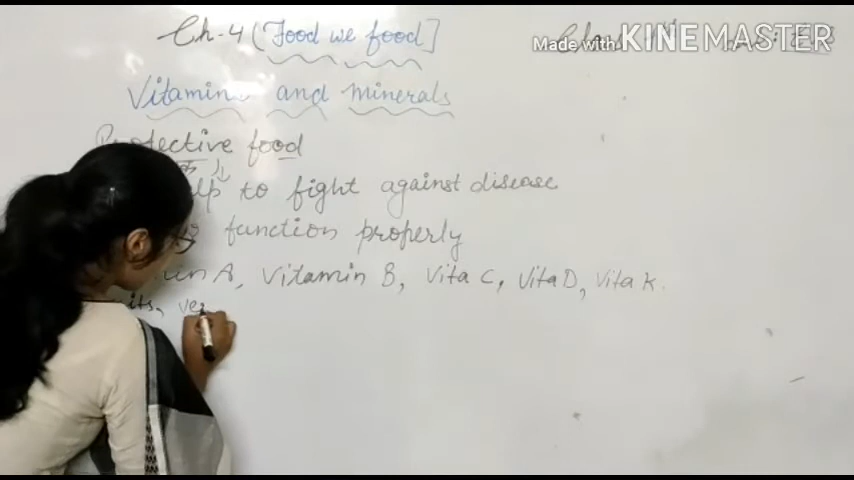 Ch-4 (Food we food]
Made with KINEMASTER
Vitamins and minerals
Protective food
to fight against disease
function properly
A, Vitamin B, Vita C, Vita D, Vita K.